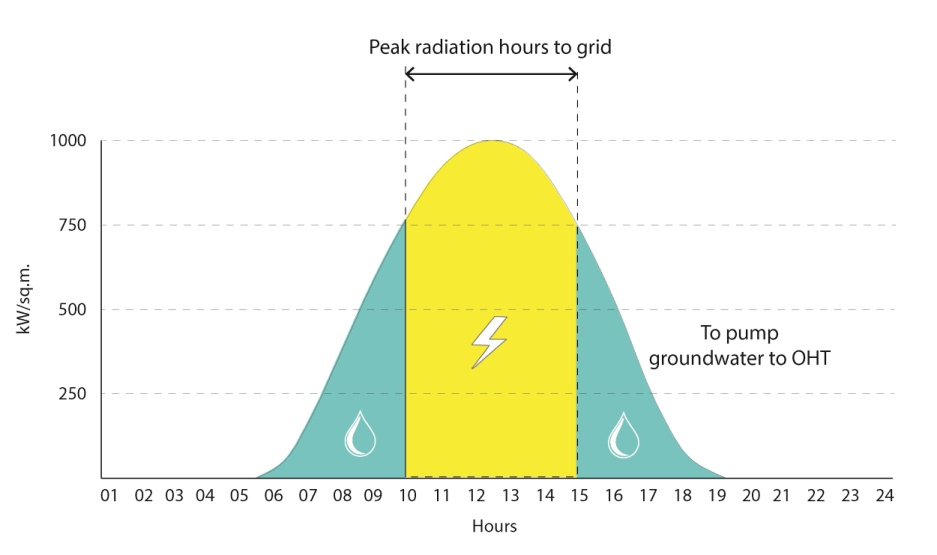 Peak radiation hours to grid
1000
750
500
250
kW/sq.m.
To pump
groundwater to OHT
01 02 03 04 05 06 07 08 09 10 11 12 13 14 15 16 17 18 19 20 21 22 23 24
Hours